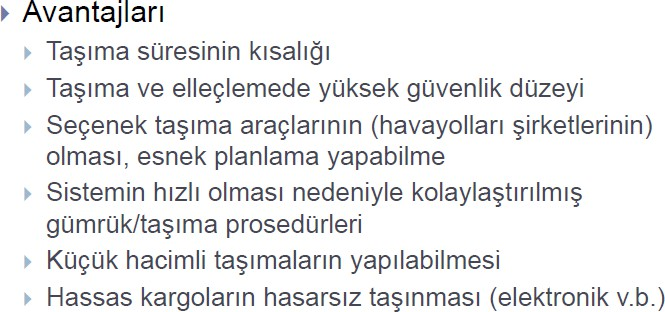 Avantajları
Taşıma süresinin kısalığı
Taşıma ve elleçlemede yüksek güvenlik düzeyi
Seçenek taşıma araçlarının (havayolları şirketlerinin)
olması, esnek planlama yapabilme
Sistemin hızlı olması nedeniyle kolaylaştırılmış
gümrük/taşıma prosedürleri
Küçük hacimli taşımaların yapılabilmesi
Hassas kargoların hasarsız taşınması (elektronik v.b.)